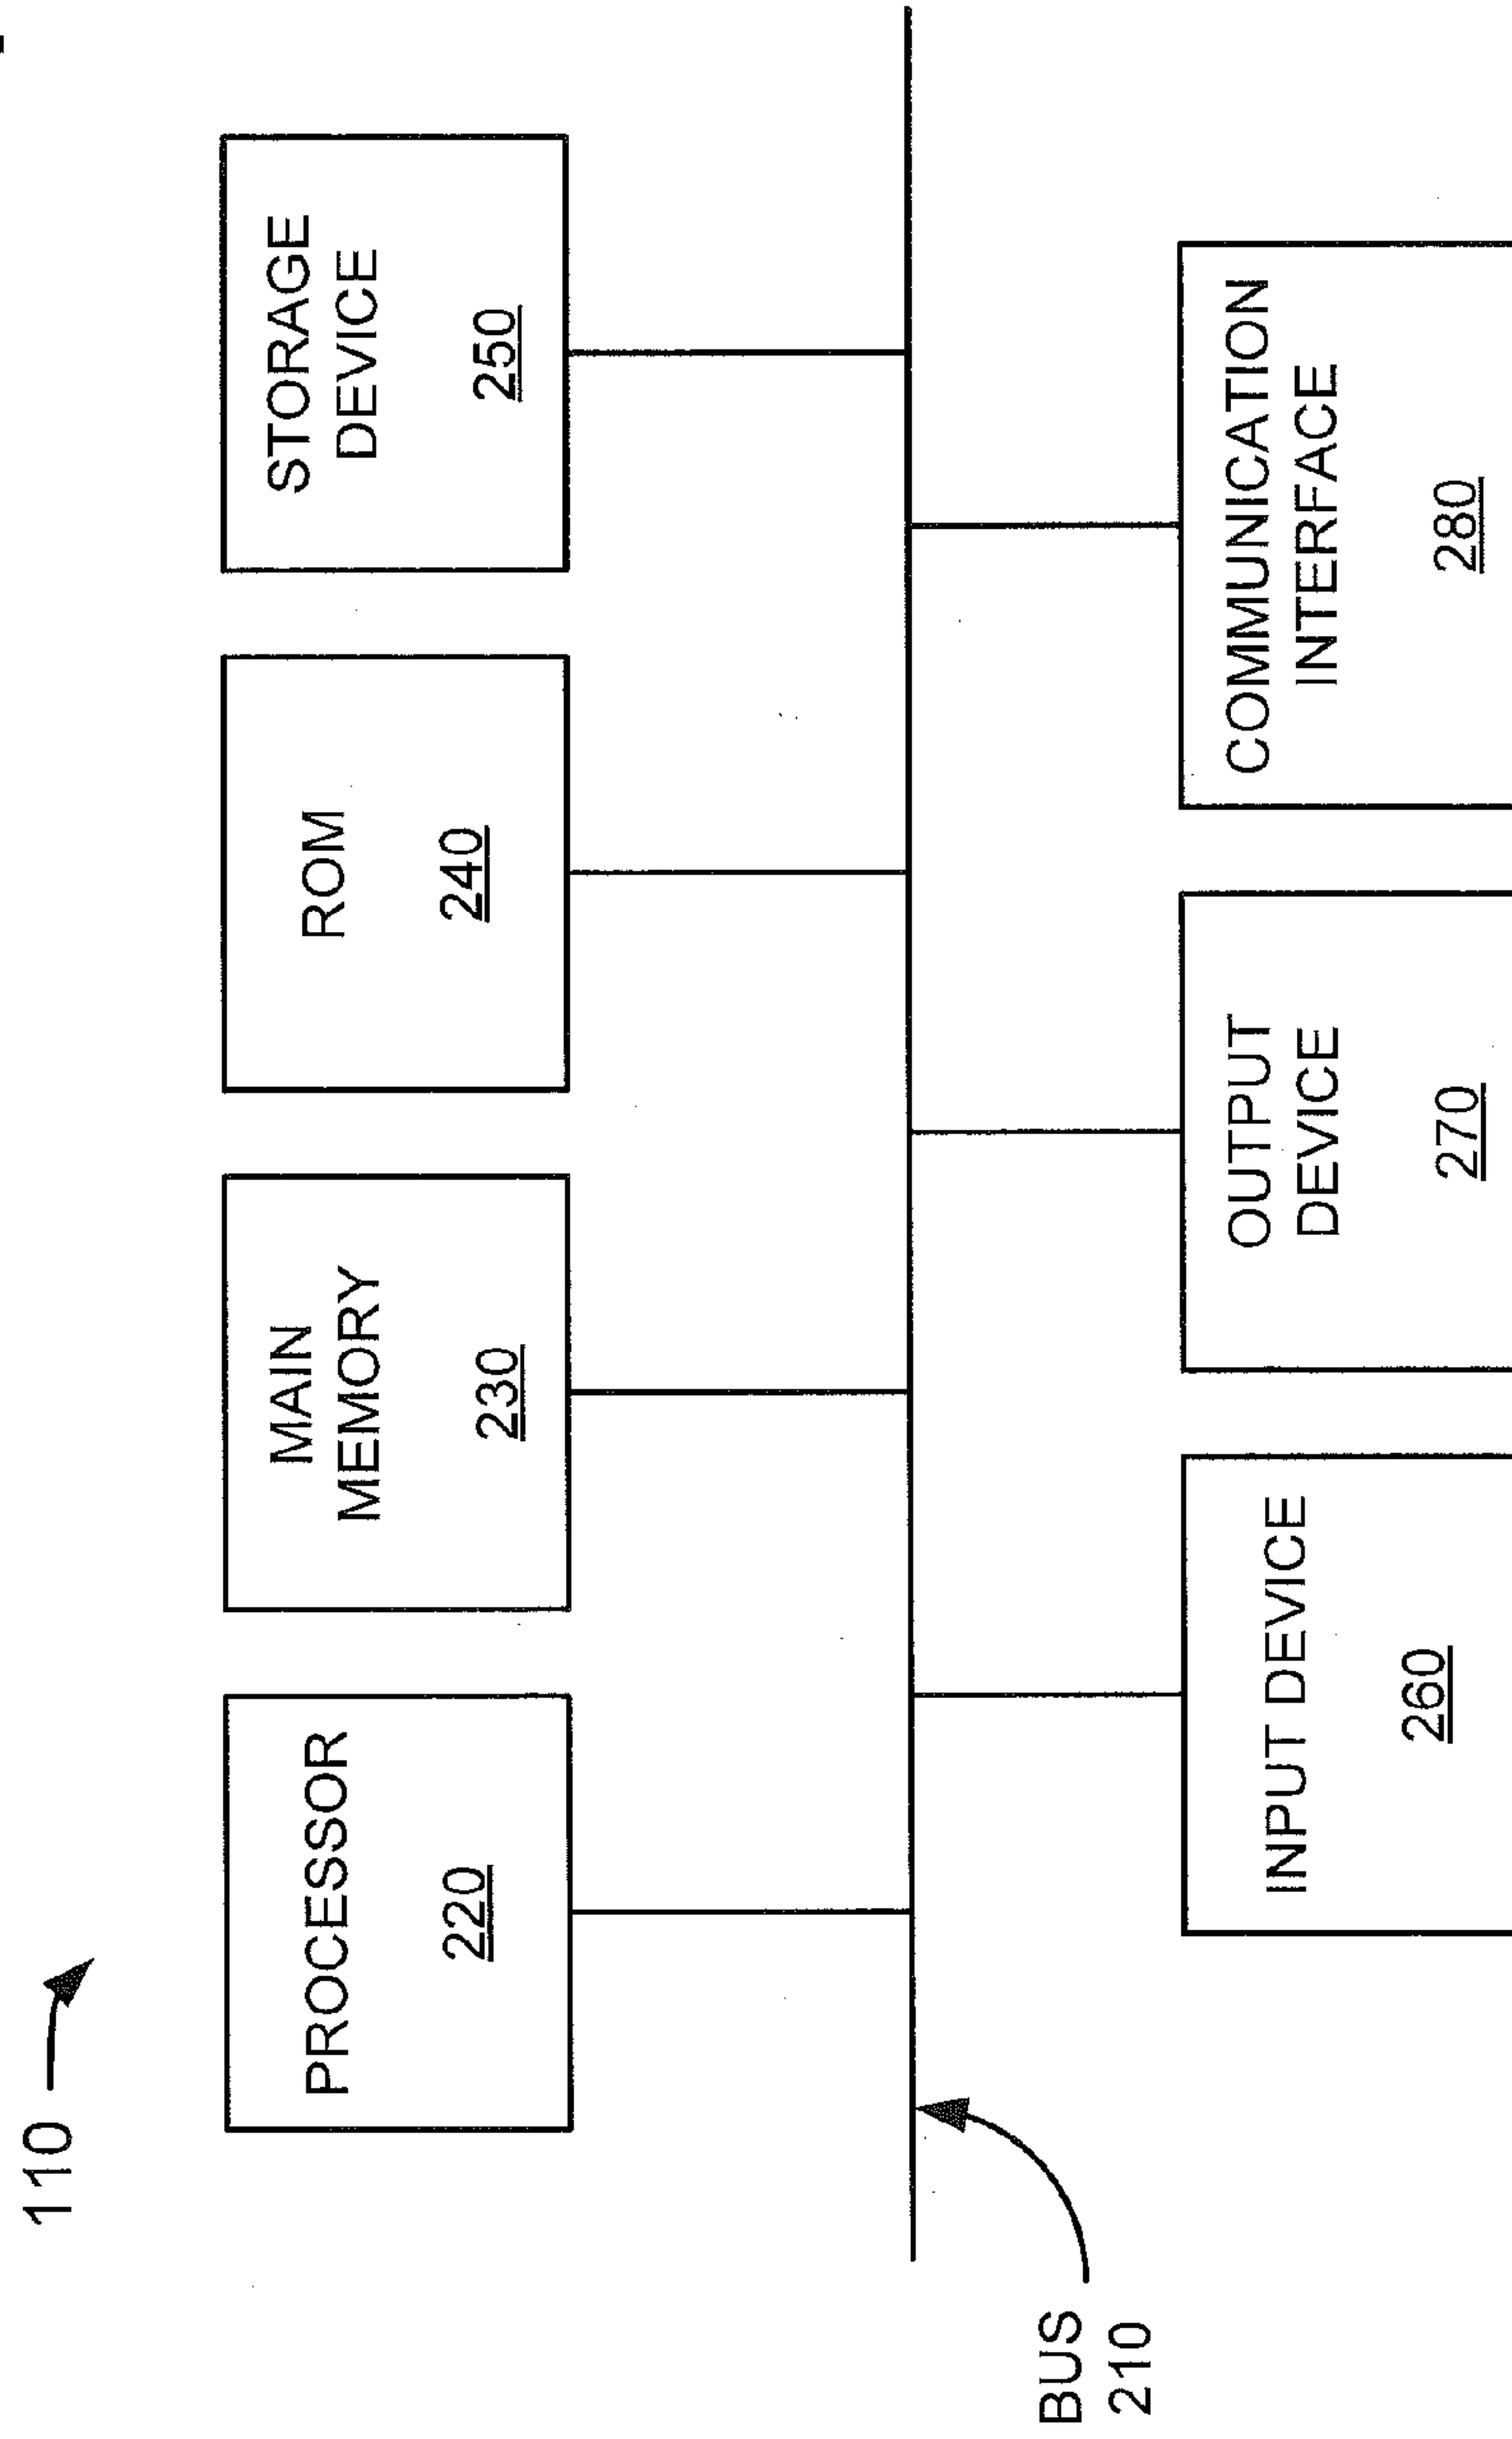 110
PROCESSOR
220
MAIN
MEMORY
230
ROM
240
STORAGE
DEVICE
250
BUS
210
INPUT DEVICE
260
OUTPUT
DEVICE
270
COMMUNICATION
INTERFACE
280